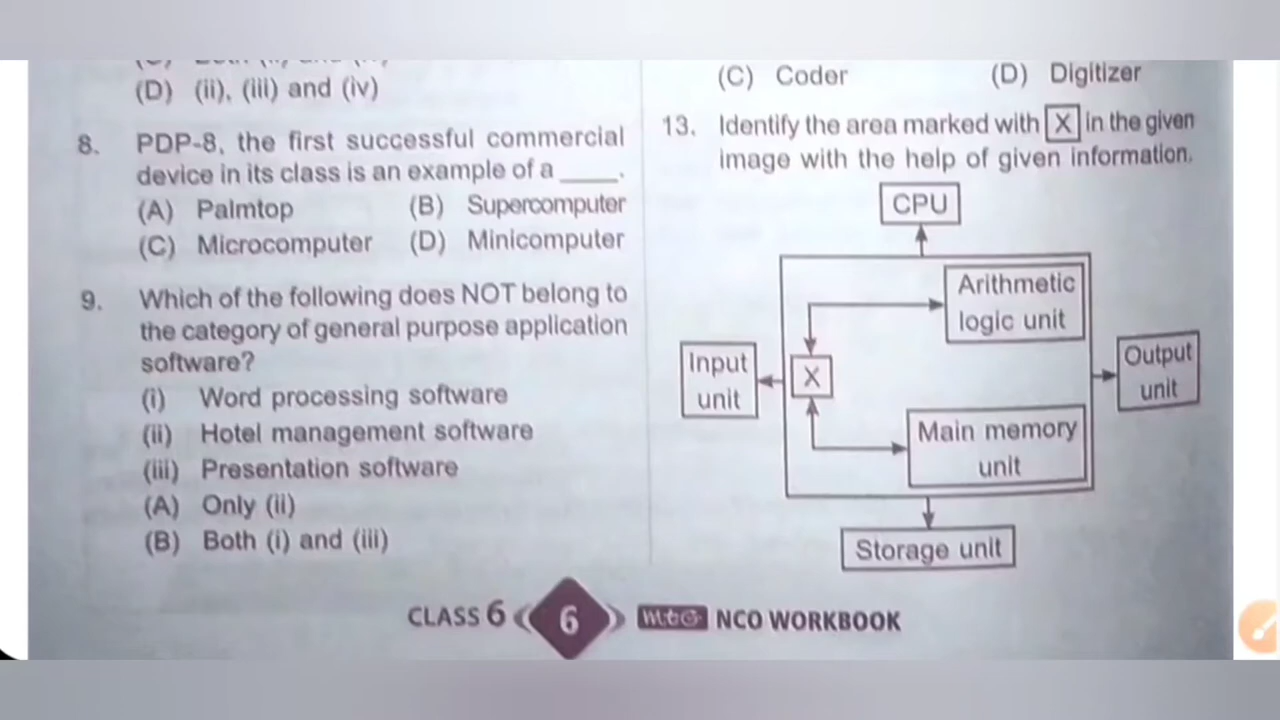 (D) (ii), (iii) and (iv)
8. PDP-8, the first successful commercial
device in its class is an example of a ____.
(A) Palmtop (B) Supercomputer
(C) Microcomputer (D) Minicomputer
9. Which of the following does NOT belong to
the category of general purpose application
software?
(i) Word processing software
(ii) Hotel management software
(iii) Presentation software
(A) Only (ii)
(B) Both (i) and (iii)
(C) Coder (D) Digitizer
13. Identify the area marked with X in the given
image with the help of given information.
CPU
Arithmetic
logic unit
Input
unit
X
Output
unit
Main memory
unit
Storage unit
CLASS 6 6 mtG NCO WORKBOOK